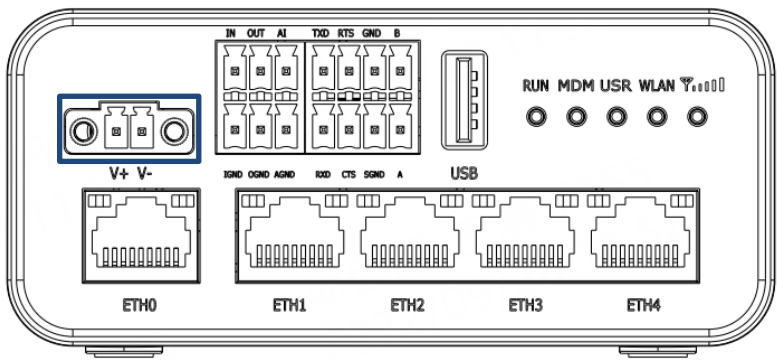 IN OUT AI TXD RTS GND B
RUN MDM USR WLAN
V+ V-
IGND OGND AGND RXD CTS SGND A
USB
ETH0 ETH1 ETH2 ETH3 ETH4